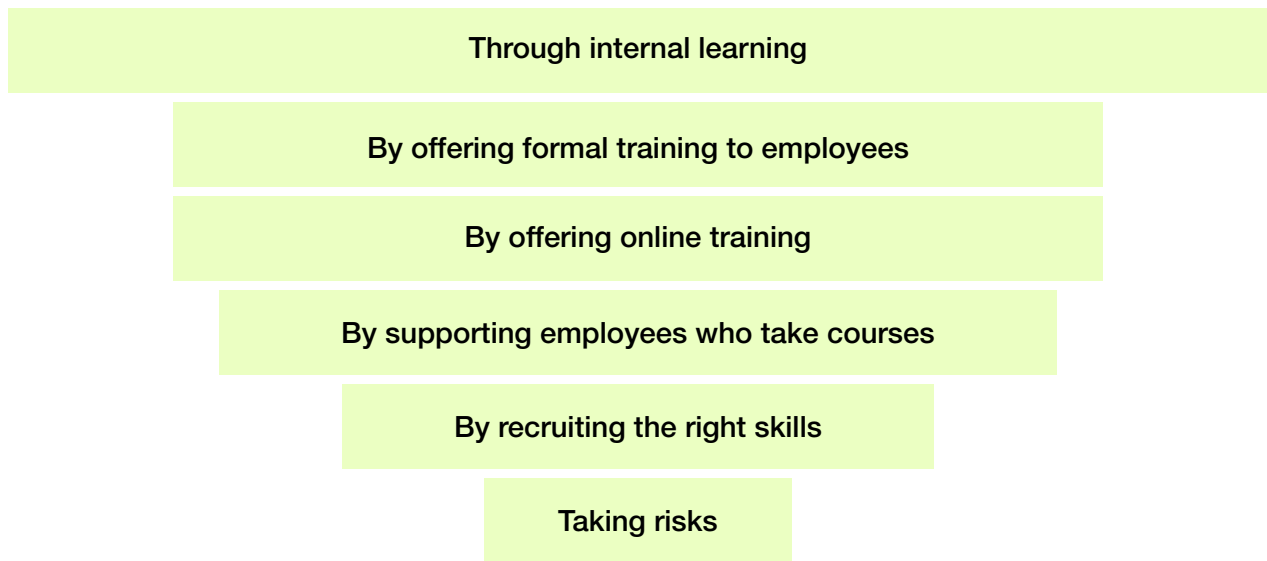 Through internal learning
By offering formal training to employees
By offering online training
By supporting employees who take courses
By recruiting the right skills
Taking risks